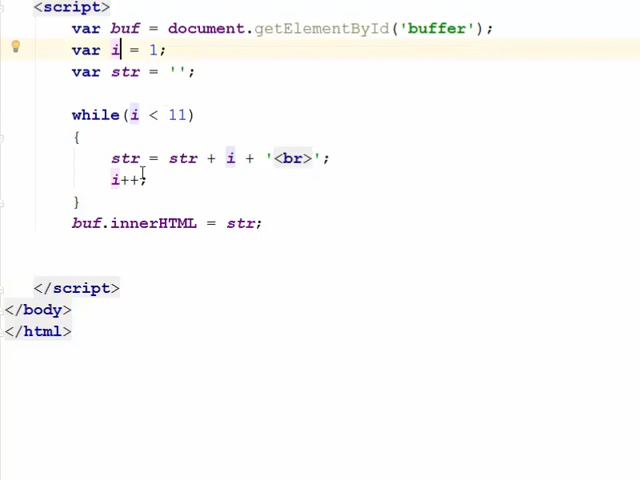 <script>
var buf = document.getElementById('buffer');
var i = 1;
var str = '';
while(i < 11)
{
str = str + i + '<br>';
i++;
}
buf.innerHTML = str;
</script>
</body>
</html>